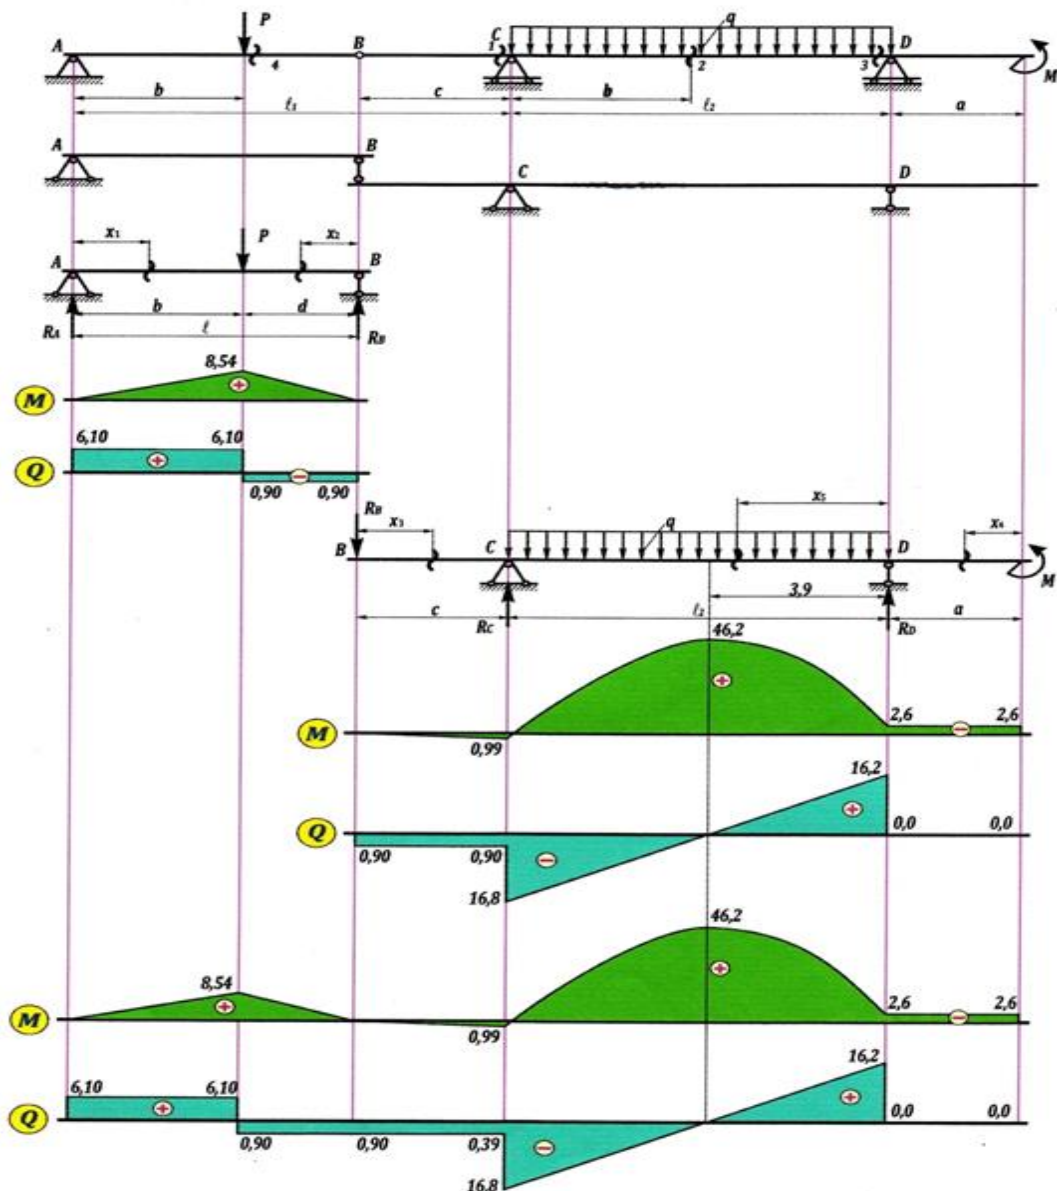 P
A B C q D
4 1 2 3 M
b c b
ℓ₁ ℓ₂ a
A B
C D
x₁ P x₂
A B
b d
RA ℓ RB
8,54
M +
6,10 6,10
Q + −
0,90 0,90
RB x₃ q x₅ x₄
B C D
M
3,9
c RC ℓ₂ RD a
46,2
+
2,6 2,6
M 0,99 −
16,2
Q + 0,0 0,0
0,90 0,90 −
16,8
46,2
8,54 +
M + 2,6 2,6
0,99 −
16,2
6,10 6,10
Q + + 0,0 0,0
0,90 0,90 0,39 −
16,8